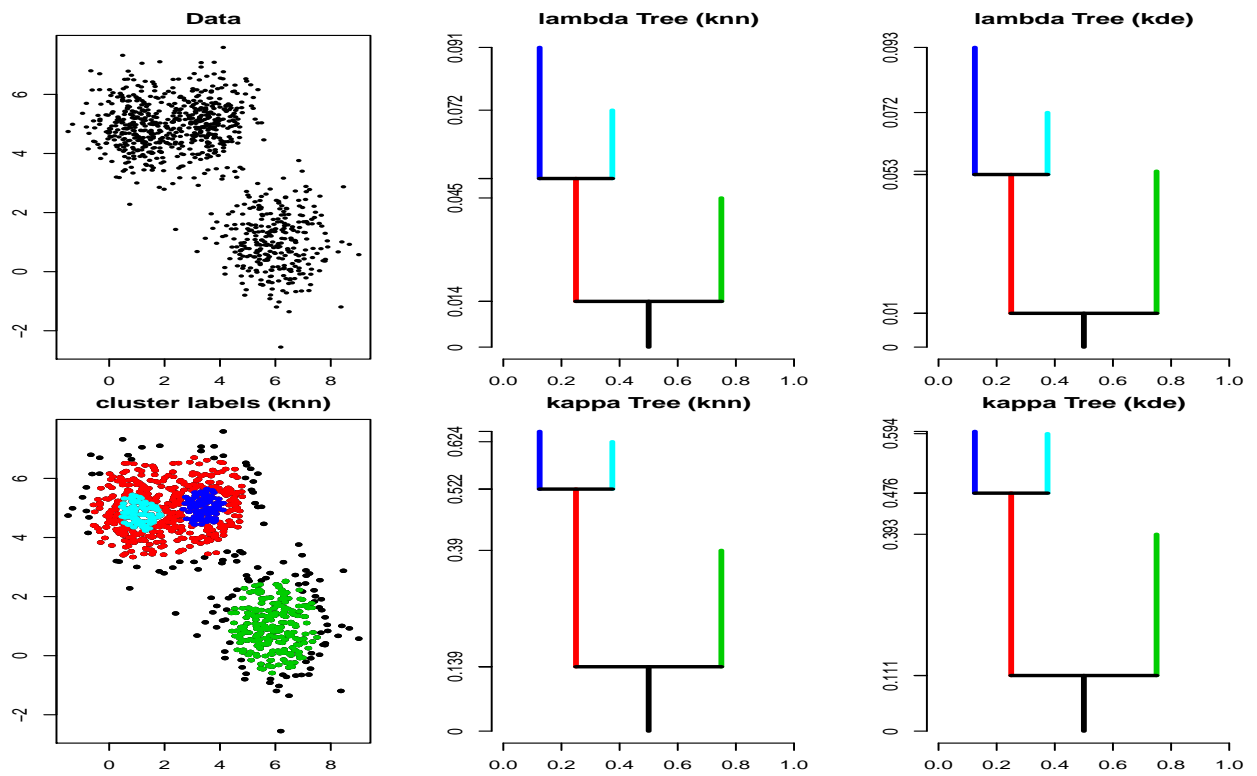 Data
6
4
2
0
-2
0 2 4 6 8
lambda Tree (knn)
0.091
0.072
0.045
0.014
0
0.0 0.2 0.4 0.6 0.8 1.0
lambda Tree (kde)
0.093
0.072
0.053
0.01
0
0.0 0.2 0.4 0.6 0.8 1.0
cluster labels (knn)
6
4
2
0
-2
0 2 4 6 8
kappa Tree (knn)
0.624
0.522
0.39
0.139
0
0.0 0.2 0.4 0.6 0.8 1.0
kappa Tree (kde)
0.594
0.476
0.393
0.111
0
0.0 0.2 0.4 0.6 0.8 1.0